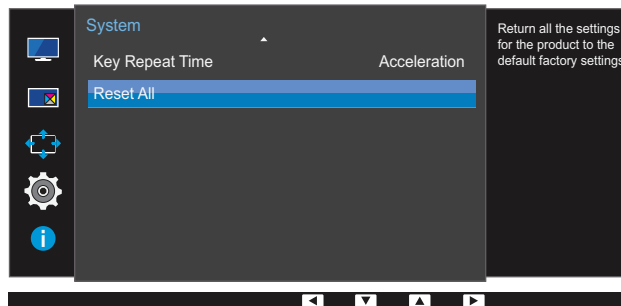 System
Key Repeat Time Acceleration
Reset All
Return all the settings
for the product to the
default factory settings
i